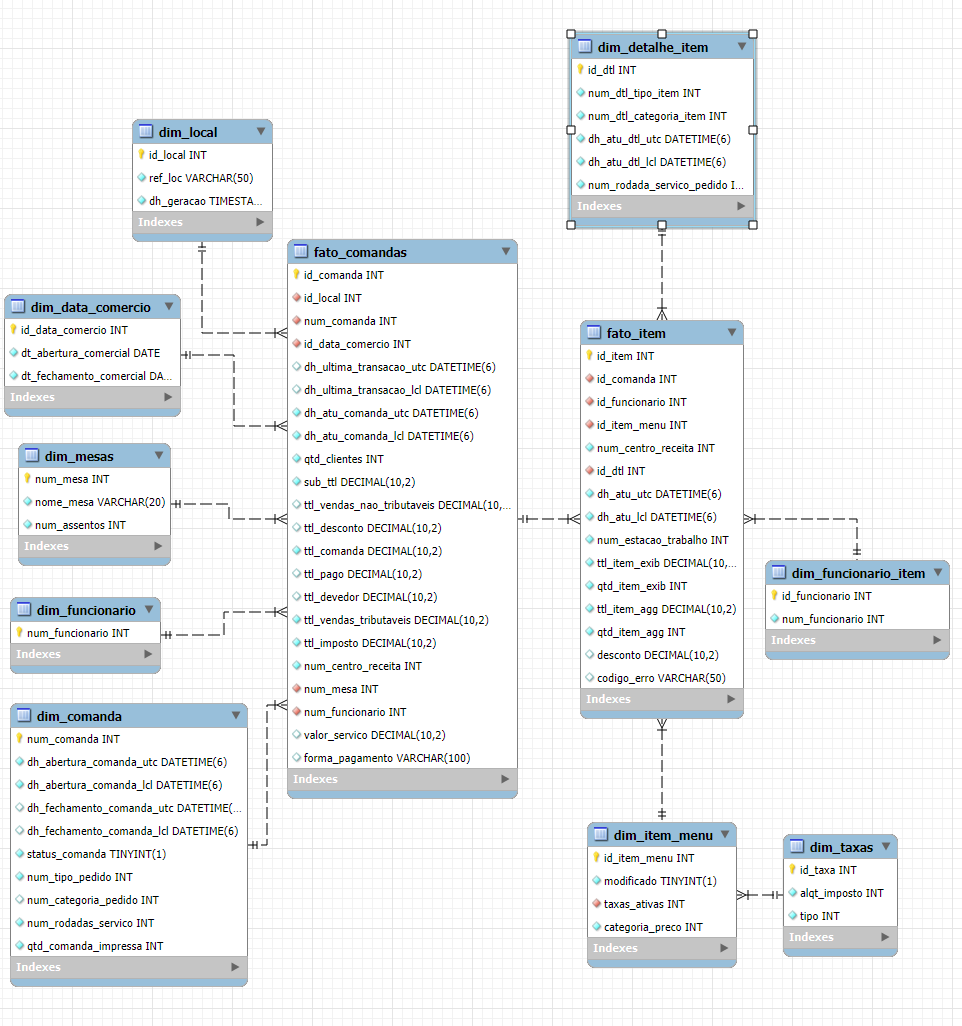 dim_detalhe_item
id_dtl INT
num_dtl_tipo_item INT
num_dtl_categoria_item INT
dh_atu_dtl_utc DATETIME(6)
dh_atu_dtl_lcl DATETIME(6)
num_rodada_servico_pedido I...
Indexes
dim_local
id_local INT
ref_loc VARCHAR(50)
dh_geracao TIMESTA...
Indexes
fato_comandas
id_comanda INT
id_local INT
num_comanda INT
id_data_comercio INT
dh_ultima_transacao_utc DATETIME(6)
dh_ultima_transacao_lcl DATETIME(6)
dh_atu_comanda_utc DATETIME(6)
dh_atu_comanda_lcl DATETIME(6)
qtd_clientes INT
sub_ttl DECIMAL(10,2)
ttl_vendas_nao_tributaveis DECIMAL(10,...
ttl_desconto DECIMAL(10,2)
ttl_comanda DECIMAL(10,2)
ttl_pago DECIMAL(10,2)
ttl_devedor DECIMAL(10,2)
ttl_vendas_tributaveis DECIMAL(10,2)
ttl_imposto DECIMAL(10,2)
num_centro_receita INT
num_mesa INT
num_funcionario INT
valor_servico DECIMAL(10,2)
forma_pagamento VARCHAR(100)
Indexes
dim_data_comercio
id_data_comercio INT
dt_abertura_comercial DATE
dt_fechamento_comercial DA...
Indexes
fato_item
id_item INT
id_comanda INT
id_funcionario INT
id_item_menu INT
num_centro_receita INT
id_dtl INT
dh_atu_utc DATETIME(6)
dh_atu_lcl DATETIME(6)
num_estacao_trabalho INT
ttl_item_exib DECIMAL(10,...
qtd_item_exib INT
ttl_item_agg DECIMAL(10,2)
qtd_item_agg INT
desconto DECIMAL(10,2)
codigo_erro VARCHAR(50)
Indexes
dim_mesas
num_mesa INT
nome_mesa VARCHAR(20)
num_assentos INT
Indexes
dim_funcionario_item
id_funcionario INT
num_funcionario INT
Indexes
dim_funcionario
num_funcionario INT
Indexes
dim_comanda
num_comanda INT
dh_abertura_comanda_utc DATETIME(6)
dh_abertura_comanda_lcl DATETIME(6)
dh_fechamento_comanda_utc DATETIME(...
dh_fechamento_comanda_lcl DATETIME(6)
status_comanda TINYINT(1)
num_tipo_pedido INT
num_categoria_pedido INT
num_rodadas_servico INT
qtd_comanda_impressa INT
Indexes
dim_item_menu
id_item_menu INT
modificado TINYINT(1)
taxas_ativas INT
categoria_preco INT
Indexes
dim_taxas
id_taxa INT
alqt_imposto INT
tipo INT
Indexes